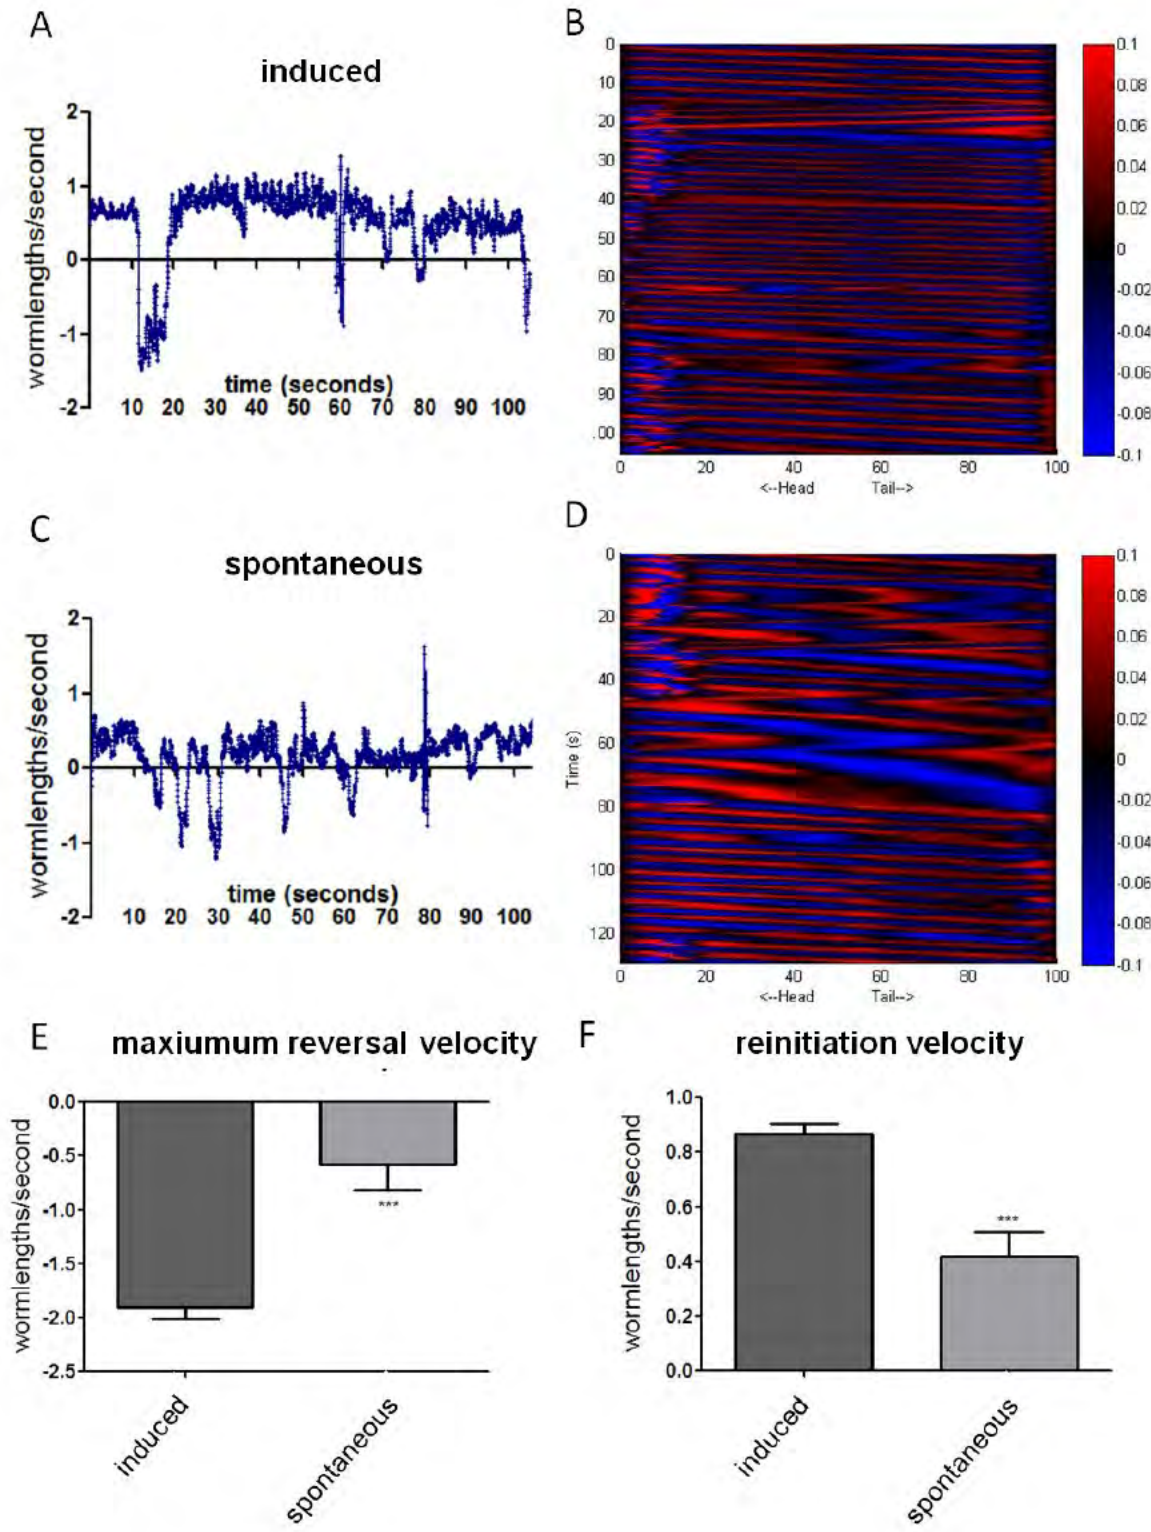 A
induced
wormlengths/second
2
1
0
-1
-2
time (seconds)
10 20 30 40 50 60 70 80 90 100
B
0
10
20
30
40
50
60
70
80
90
.00
0 20 40 60 80 100
<--Head Tail-->
0.1
0.08
0.06
0.04
0.02
0
-0.02
-0.04
-0.06
-0.08
-0.1
C
spontaneous
wormlengths/second
2
1
0
-1
-2
time (seconds)
10 20 30 40 50 60 70 80 90 100
D
Time (s)
0
20
40
60
80
100
120
0 20 40 60 80 100
<--Head Tail-->
0.1
0.08
0.06
0.04
0.02
0
-0.02
-0.04
-0.06
-0.08
-0.1
E
maxiumum reversal velocity
wormlengths/second
0.0
-0.5
-1.0
-1.5
-2.0
-2.5
***
induced
spontaneous
F
reinitiation velocity
wormlengths/second
1.0
0.8
0.6
0.4
0.2
0.0
***
induced
spontaneous